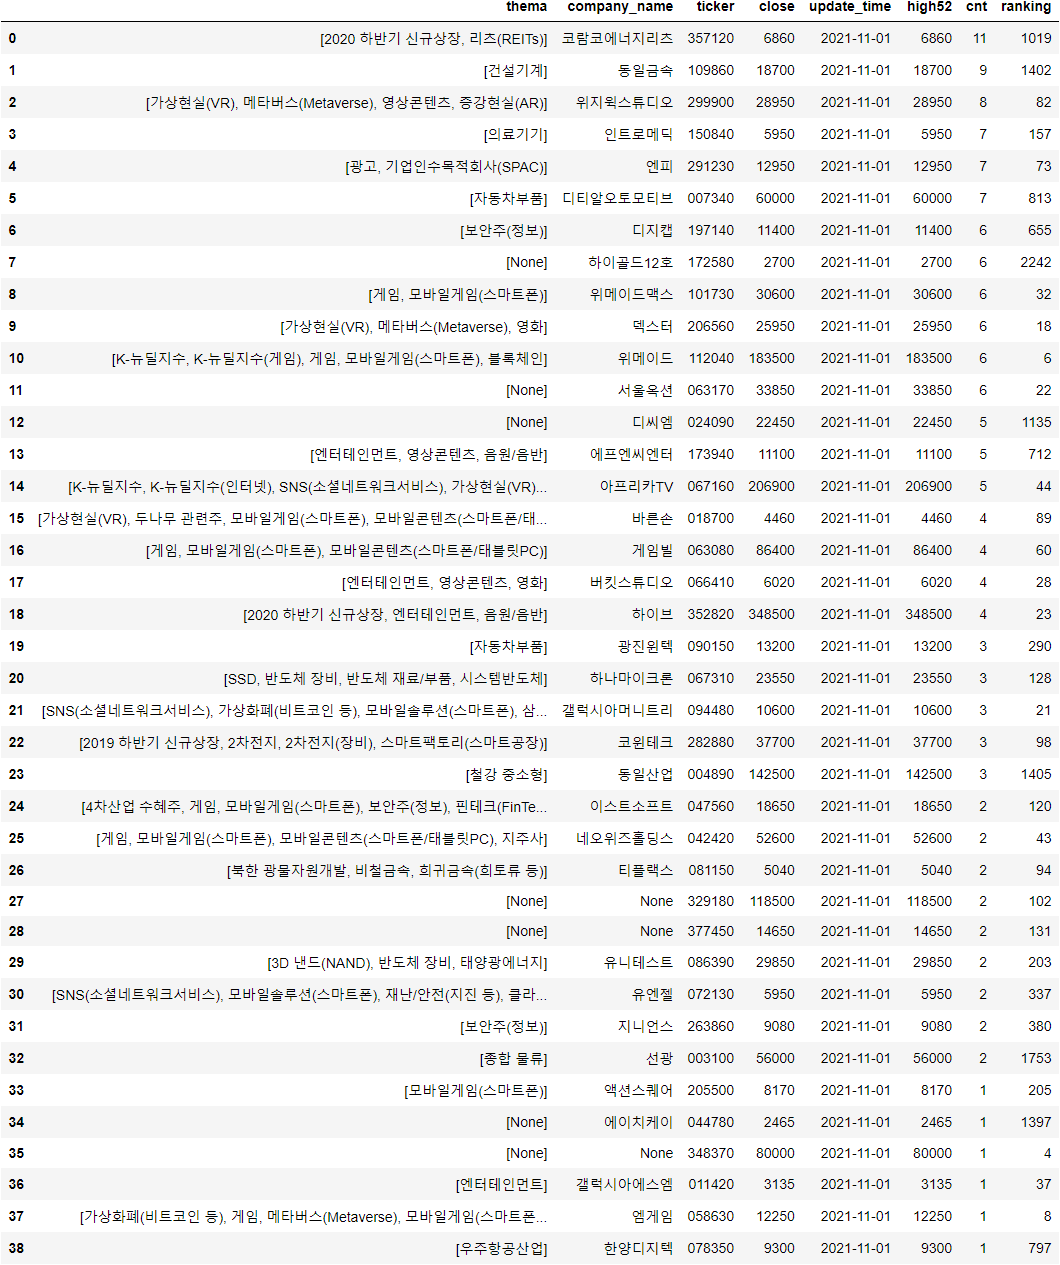 thema company_name ticker close update_time high52 cnt ranking
0 [2020 하반기 신규상장, 리츠(REITs)] 코람코에너지리츠 357120 6860 2021-11-01 6860 11 1019
1 [건설기계] 동일금속 109860 18700 2021-11-01 18700 9 1402
2 [가상현실(VR), 메타버스(Metaverse), 영상콘텐츠, 증강현실(AR)] 위지윅스튜디오 299900 28950 2021-11-01 28950 8 82
3 [의료기기] 인트로메딕 150840 5950 2021-11-01 5950 7 157
4 [광고, 기업인수목적회사(SPAC)] 엔피 291230 12950 2021-11-01 12950 7 73
5 [자동차부품] 디티알오토모티브 007340 60000 2021-11-01 60000 7 813
6 [보안주(정보)] 디지캡 197140 11400 2021-11-01 11400 6 655
7 [None] 하이골드12호 172580 2700 2021-11-01 2700 6 2242
8 [게임, 모바일게임(스마트폰)] 위메이드맥스 101730 30600 2021-11-01 30600 6 32
9 [가상현실(VR), 메타버스(Metaverse), 영화] 덱스터 206560 25950 2021-11-01 25950 6 18
10 [K-뉴딜지수, K-뉴딜지수(게임), 게임, 모바일게임(스마트폰), 블록체인] 위메이드 112040 183500 2021-11-01 183500 6 6
11 [None] 서울옥션 063170 33850 2021-11-01 33850 6 22
12 [None] 디씨엠 024090 22450 2021-11-01 22450 5 1135
13 [엔터테인먼트, 영상콘텐츠, 음원/음반] 에프엔씨엔터 173940 11100 2021-11-01 11100 5 712
14 [K-뉴딜지수, K-뉴딜지수(인터넷), SNS(소셜네트워크서비스), 가상현실(VR)... 아프리카TV 067160 206900 2021-11-01 206900 5 44
15 [가상현실(VR), 두나무 관련주, 모바일게임(스마트폰), 모바일콘텐츠(스마트폰/태... 바른손 018700 4460 2021-11-01 4460 4 89
16 [게임, 모바일게임(스마트폰), 모바일콘텐츠(스마트폰/태블릿PC)] 게임빌 063080 86400 2021-11-01 86400 4 60
17 [엔터테인먼트, 영상콘텐츠, 영화] 버킷스튜디오 066410 6020 2021-11-01 6020 4 28
18 [2020 하반기 신규상장, 엔터테인먼트, 음원/음반] 하이브 352820 348500 2021-11-01 348500 4 23
19 [자동차부품] 광진윈텍 090150 13200 2021-11-01 13200 3 290
20 [SSD, 반도체 장비, 반도체 재료/부품, 시스템반도체] 하나마이크론 067310 23550 2021-11-01 23550 3 128
21 [SNS(소셜네트워크서비스), 가상화폐(비트코인 등), 모바일솔루션(스마트폰), 삼... 갤럭시아머니트리 094480 10600 2021-11-01 10600 3 21
22 [2019 하반기 신규상장, 2차전지, 2차전지(장비), 스마트팩토리(스마트공장)] 코윈테크 282880 37700 2021-11-01 37700 3 98
23 [철강 중소형] 동일산업 004890 142500 2021-11-01 142500 3 1405
24 [4차산업 수혜주, 게임, 모바일게임(스마트폰), 보안주(정보), 핀테크(FinTe... 이스트소프트 047560 18650 2021-11-01 18650 2 120
25 [게임, 모바일게임(스마트폰), 모바일콘텐츠(스마트폰/태블릿PC), 지주사] 네오위즈홀딩스 042420 52600 2021-11-01 52600 2 43
26 [북한 광물자원개발, 비철금속, 희귀금속(희토류 등)] 티플랙스 081150 5040 2021-11-01 5040 2 94
27 [None] None 329180 118500 2021-11-01 118500 2 102
28 [None] None 377450 14650 2021-11-01 14650 2 131
29 [3D 낸드(NAND), 반도체 장비, 태양광에너지] 유니테스트 086390 29850 2021-11-01 29850 2 203
30 [SNS(소셜네트워크서비스), 모바일솔루션(스마트폰), 재난/안전(지진 등), 클라... 유엔젤 072130 5950 2021-11-01 5950 2 337
31 [보안주(정보)] 지니언스 263860 9080 2021-11-01 9080 2 380
32 [종합 물류] 선광 003100 56000 2021-11-01 56000 2 1753
33 [모바일게임(스마트폰)] 액션스퀘어 205500 8170 2021-11-01 8170 1 205
34 [None] 에이치케이 044780 2465 2021-11-01 2465 1 1397
35 [None] None 348370 80000 2021-11-01 80000 1 4
36 [엔터테인먼트] 갤럭시아에스엠 011420 3135 2021-11-01 3135 1 37
37 [가상화폐(비트코인 등), 게임, 메타버스(Metaverse), 모바일게임(스마트폰... 엠게임 058630 12250 2021-11-01 12250 1 8
38 [우주항공산업] 한양디지텍 078350 9300 2021-11-01 9300 1 797